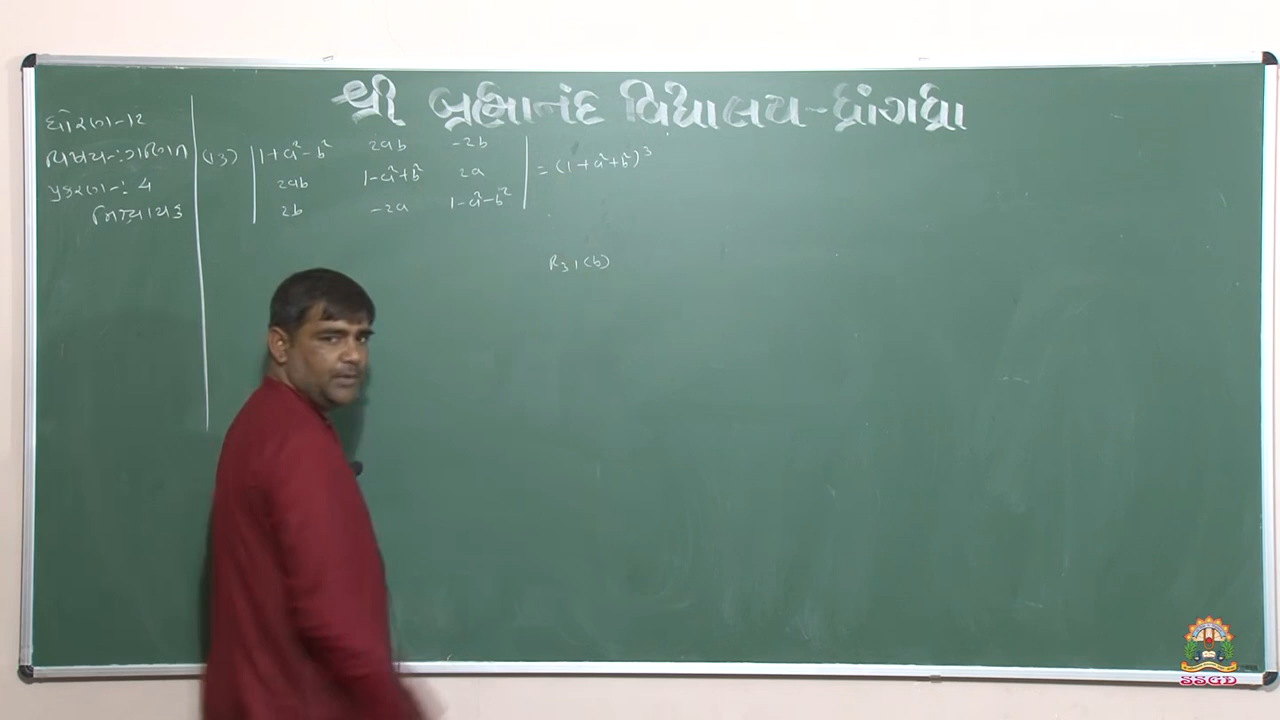 શ્રી બ્રહ્માનંદ વિદ્યાલય-ધ્રાંગધ્રા
ધોરણ-12
વિષય-:ગણિત
પ્રકરણ-: 4
નિશ્ચાયક
(13) | 1+a²-b² 2ab -2b |
| 2ab 1-a²+b² 2a | = (1+a²+b²)³
| 2b -2a 1-a²-b² |
R₃₁(b)
SSGD